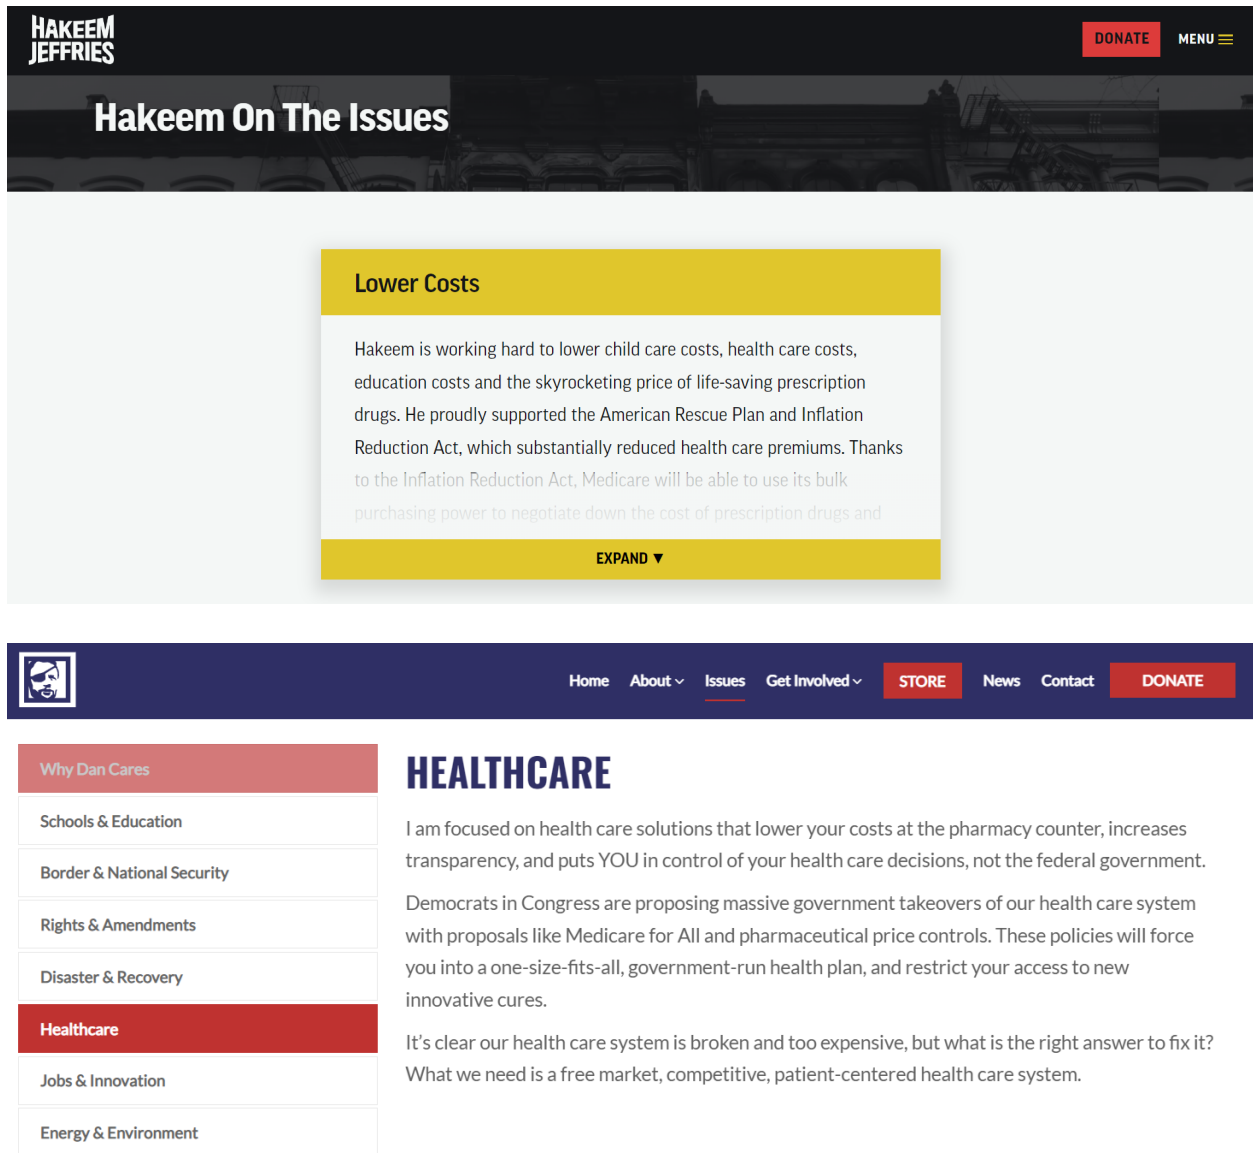 HAKEEM
JEFFRIES
DONATE
MENU
Hakeem On The Issues
Lower Costs
Hakeem is working hard to lower child care costs, health care costs,
education costs and the skyrocketing price of life-saving prescription
drugs. He proudly supported the American Rescue Plan and Inflation
Reduction Act, which substantially reduced health care premiums. Thanks
to the Inflation Reduction Act, Medicare will be able to use its bulk
purchasing power to negotiate down the cost of prescription drugs and
EXPAND ▼
Home About Issues Get Involved STORE News Contact DONATE
Why Dan Cares
Schools & Education
Border & National Security
Rights & Amendments
Disaster & Recovery
Healthcare
Jobs & Innovation
Energy & Environment
HEALTHCARE
I am focused on health care solutions that lower your costs at the pharmacy counter, increases
transparency, and puts YOU in control of your health care decisions, not the federal government.
Democrats in Congress are proposing massive government takeovers of our health care system
with proposals like Medicare for All and pharmaceutical price controls. These policies will force
you into a one-size-fits-all, government-run health plan, and restrict your access to new
innovative cures.
It's clear our health care system is broken and too expensive, but what is the right answer to fix it?
What we need is a free market, competitive, patient-centered health care system.